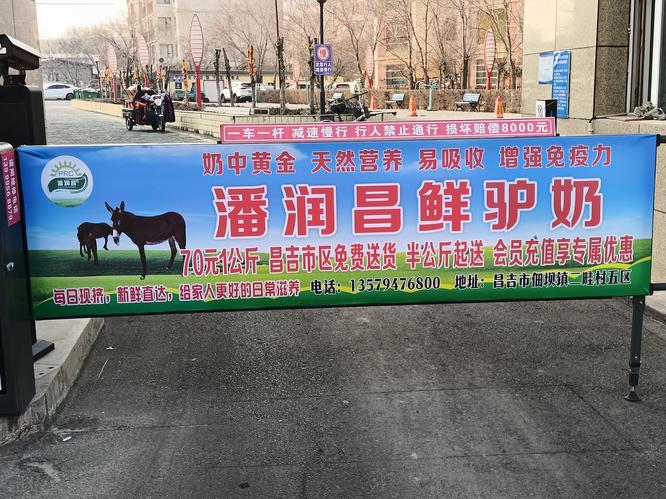 一车一杆 减速慢行 行人禁止通行 损坏赔偿8000元
PRC
潘润昌
奶中黄金 天然营养 易吸收 增强免疫力
潘润昌鲜驴奶
70元1公斤 昌吉市区免费送货 半公斤起送 会员充值享专属优惠
每日现挤，新鲜直达，给家人更好的日常滋养 电话：13579476800 地址：昌吉市佃坝镇二畦村五区